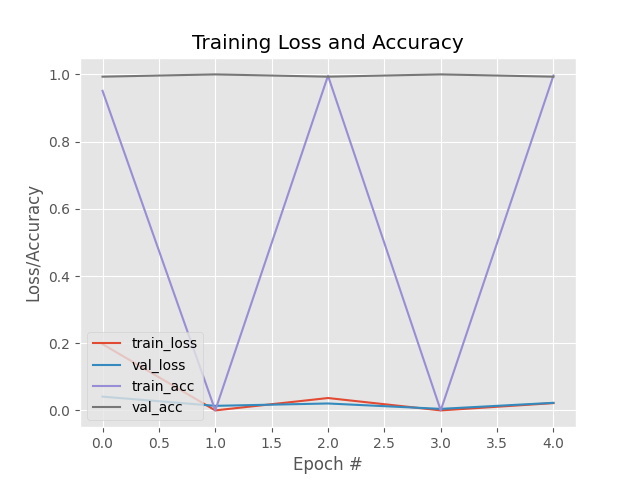 Training Loss and Accuracy
Loss/Accuracy
1.0
0.8
0.6
0.4
0.2
0.0
train_loss
val_loss
train_acc
val_acc
0.0 0.5 1.0 1.5 2.0 2.5 3.0 3.5 4.0
Epoch #